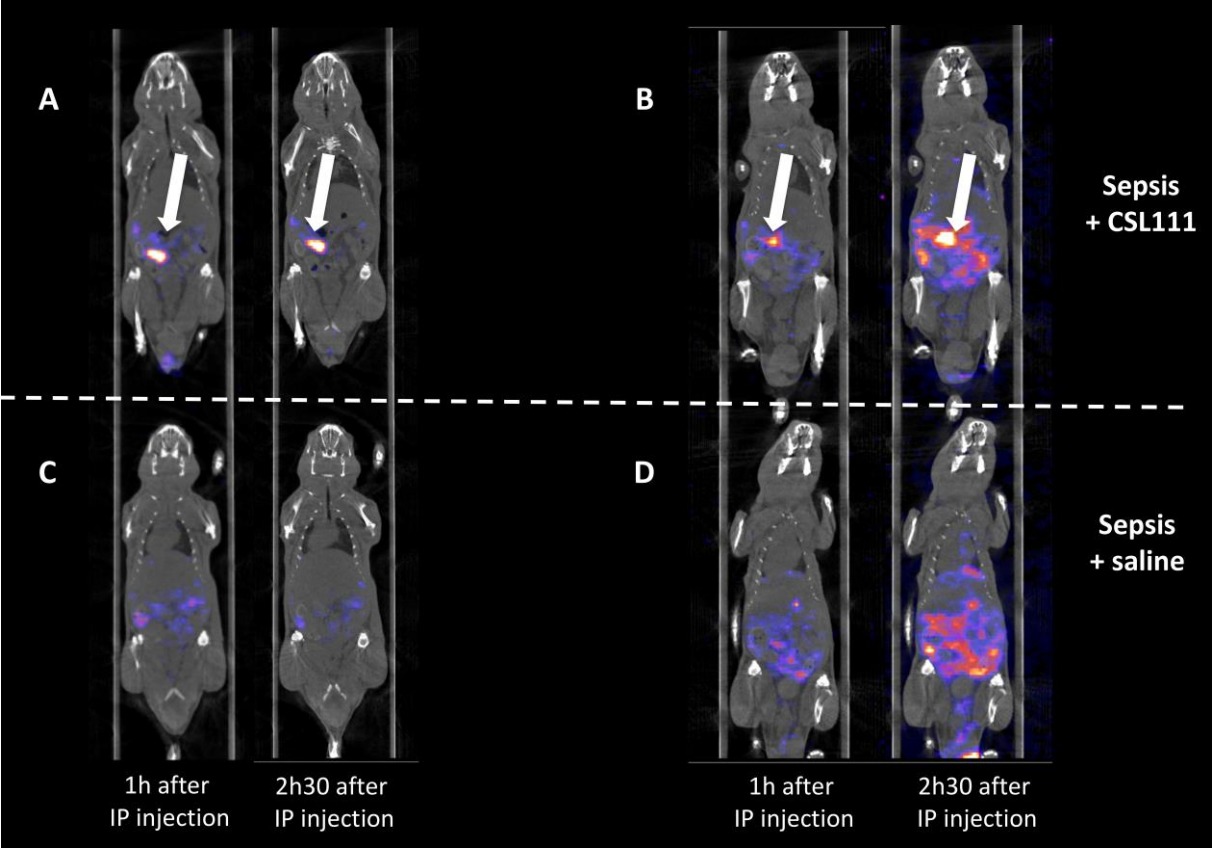 A
B
Sepsis
+ CSL111
C
D
Sepsis
+ saline
1h after
IP injection
2h30 after
IP injection
1h after
IP injection
2h30 after
IP injection